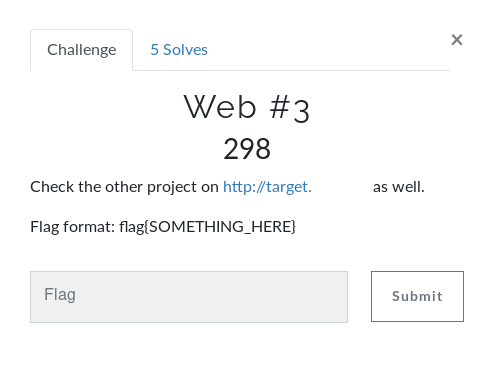 Challenge
5 Solves
×
Web #3
298
Check the other project on http://target. as well.
Flag format: flag{SOMETHING_HERE}
Flag
Submit